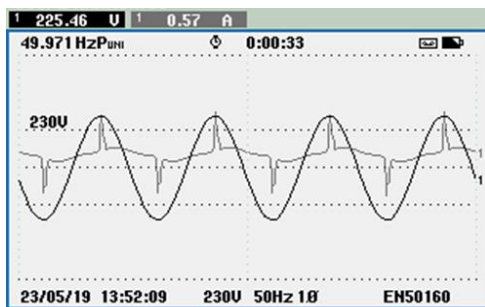 1 225.46 V 1 0.57 A
49.971 HzPUNI 0:00:33
230V
1
1
23/05/19 13:52:09 230V 50Hz 1Ø EN50160